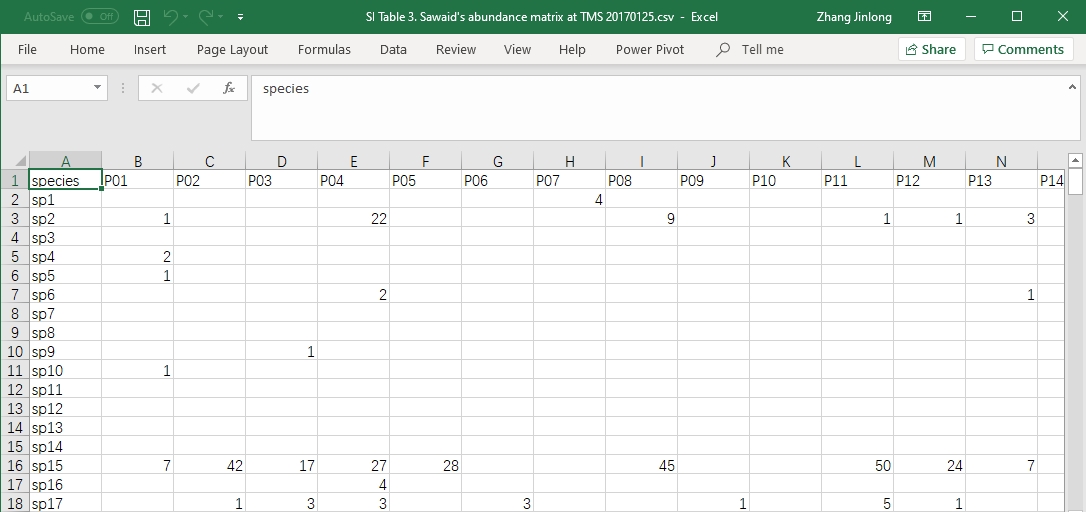 AutoSave Off SI Table 3. Sawaid's abundance matrix at TMS 20170125.csv - Excel Zhang Jinlong
File Home Insert Page Layout Formulas Data Review View Help Power Pivot Tell me Share Comments
A1 fx species
A B C D E F G H I J K L M N
1 species P01 P02 P03 P04 P05 P06 P07 P08 P09 P10 P11 P12 P13 P14
2 sp1 4
3 sp2 1 22 9 1 1 3
4 sp3
5 sp4 2
6 sp5 1
7 sp6 2 1
8 sp7
9 sp8
10 sp9 1
11 sp10 1
12 sp11
13 sp12
14 sp13
15 sp14
16 sp15 7 42 17 27 28 45 50 24 7
17 sp16 4
18 sp17 1 3 3 3 1 5 1